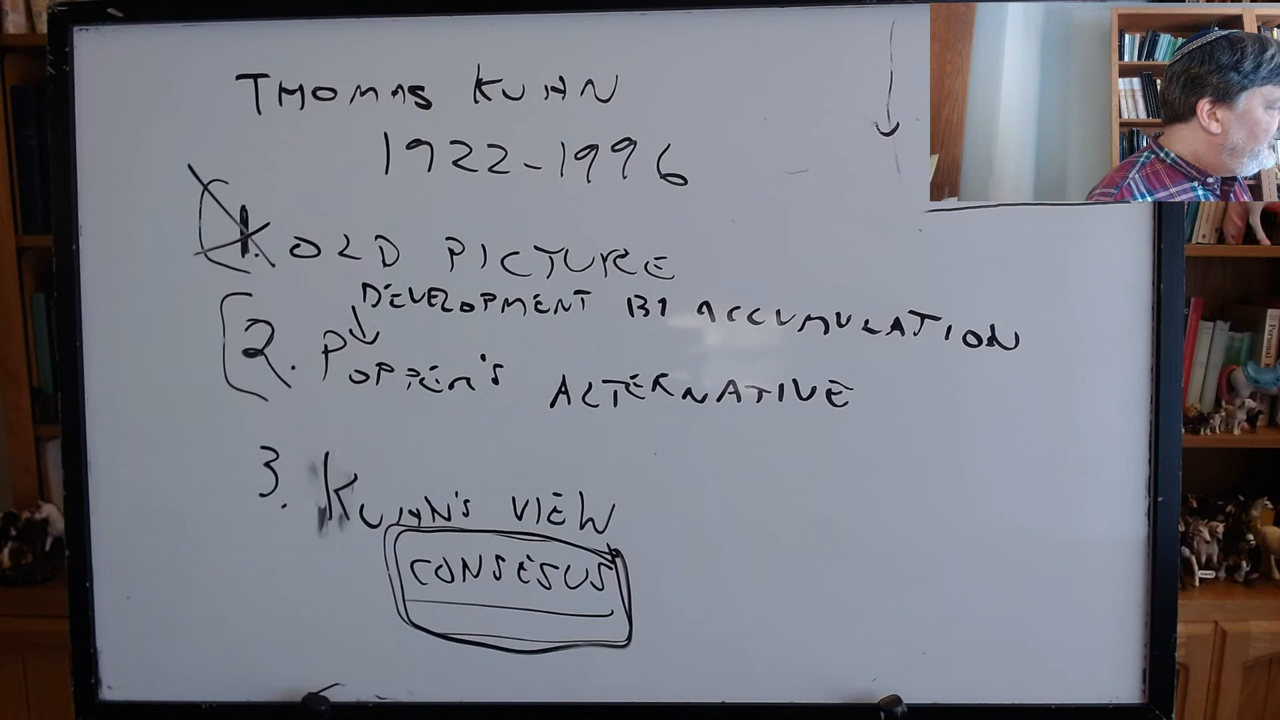 THOMAS KUHN
1922-1996
1. OLD PICTURE
DEVELOPMENT BY ACCUMULATION
2. POPPER'S ALTERNATIVE
3. KUHN'S VIEW
CONSESUS